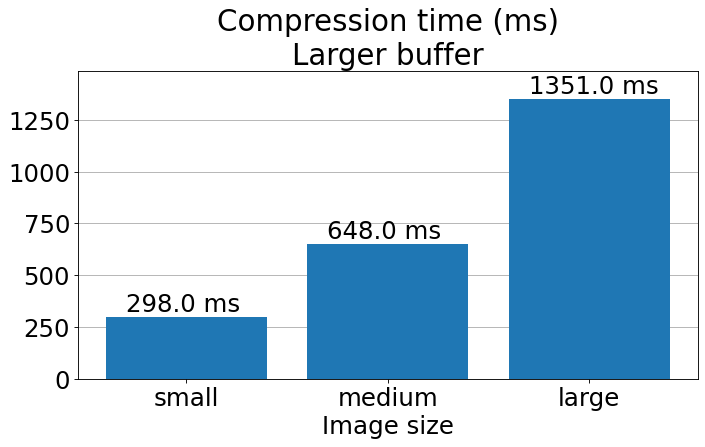 Compression time (ms)
Larger buffer
1351.0 ms
1250
1000
750
648.0 ms
500
298.0 ms
250
0
small medium large
Image size